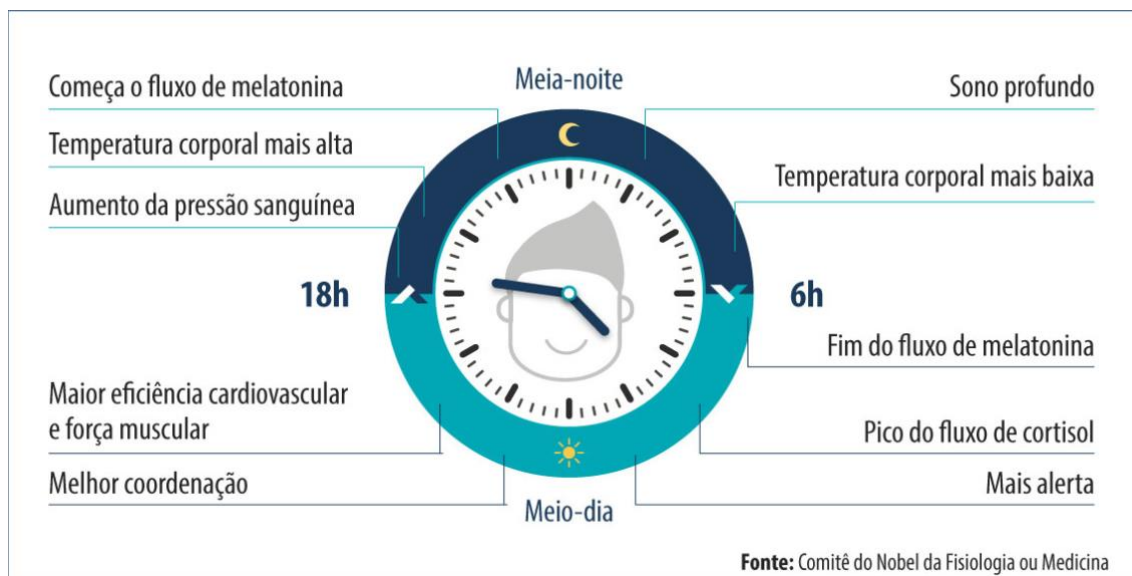 Meia-noite
Começa o fluxo de melatonina
Temperatura corporal mais alta
Aumento da pressão sanguínea
18h
Maior eficiência cardiovascular
e força muscular
Melhor coordenação
Sono profundo
Temperatura corporal mais baixa
6h
Fim do fluxo de melatonina
Pico do fluxo de cortisol
Mais alerta
Meio-dia
Fonte: Comitê do Nobel da Fisiologia ou Medicina